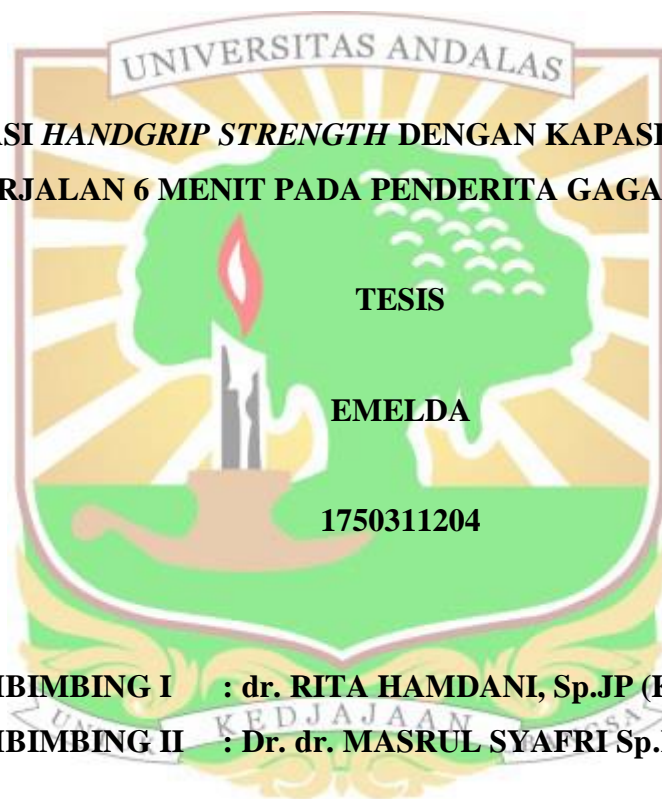 UNIVERSITAS ANDALAS
HANDGRIP STRENGTH DENGAN KAPASI
RJALAN 6 MENIT PADA PENDERITA GAGA
TESIS
EMELDA
1750311204
MBIMBING I : dr. RITA HAMDANI, Sp.JP (
KEDJAJAAN
MBIMBING II : Dr. dr. MASRUL SYAFRI Sp.